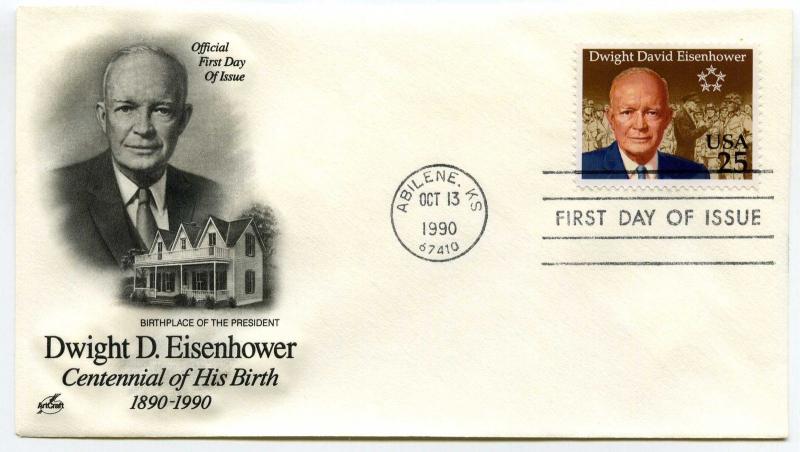 Official
First Day
Of Issue
BIRTHPLACE OF THE PRESIDENT
Dwight D. Eisenhower
Centennial of His Birth
1890-1990
ArtCraft
ABILENE, KS
OCT 13
1990
67410
Dwight David Eisenhower
USA
25
FIRST DAY OF ISSUE